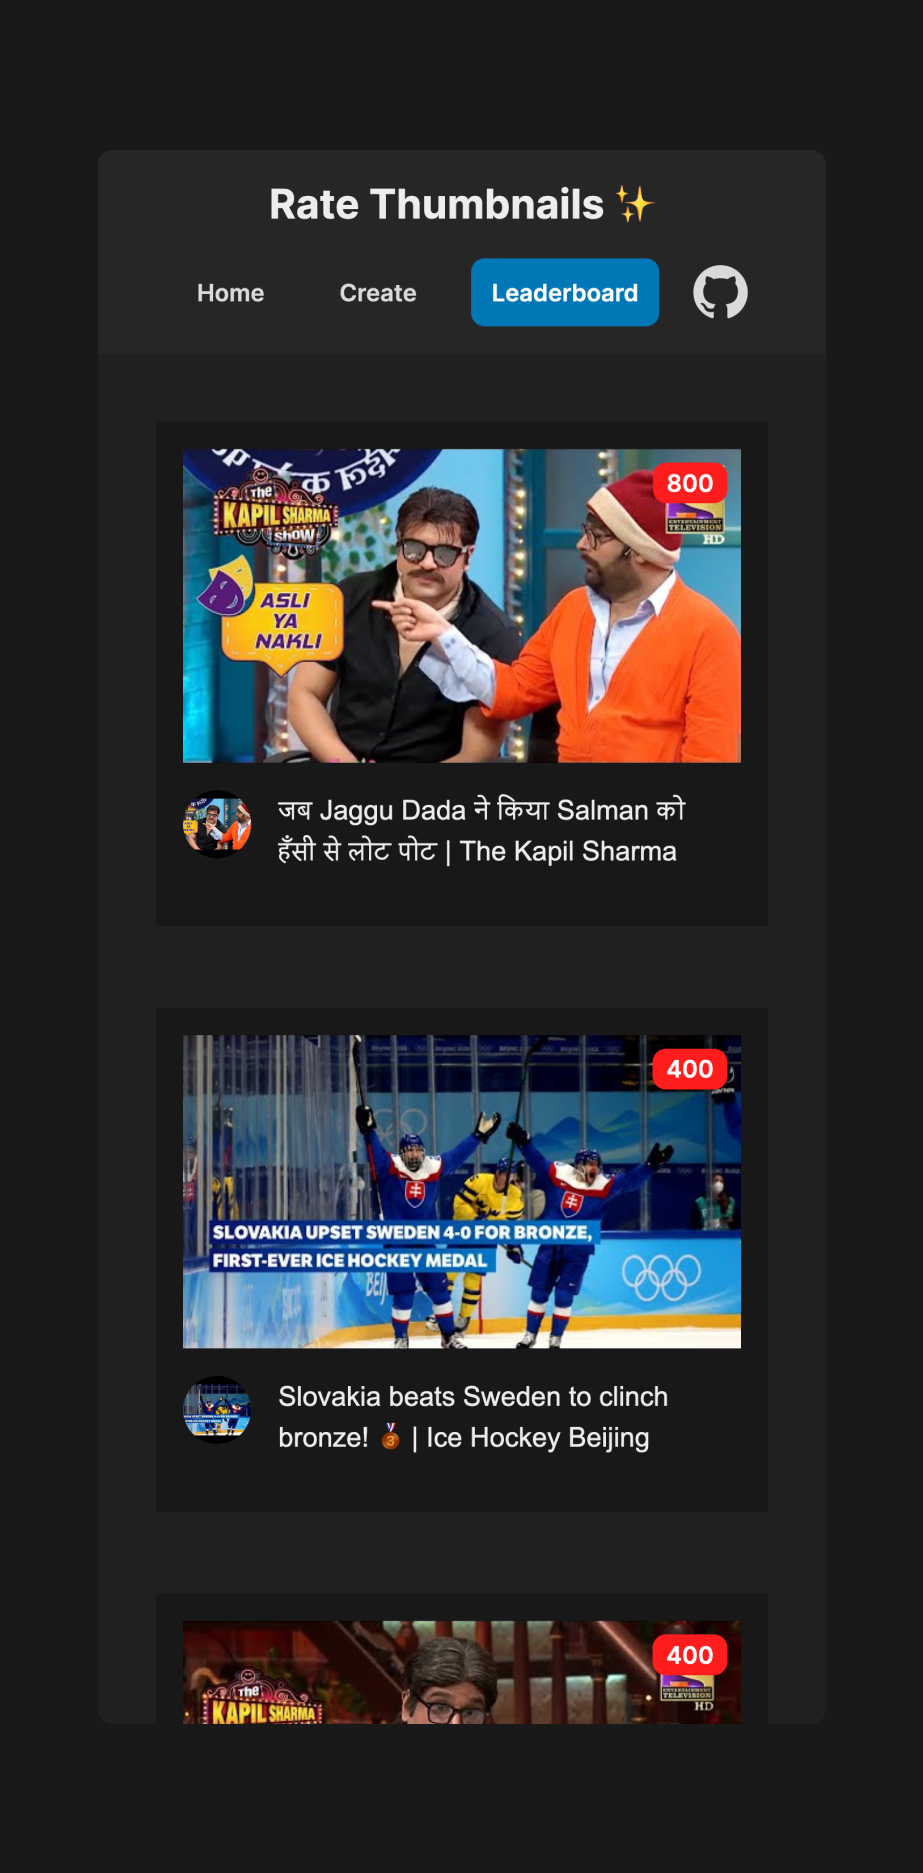 Rate Thumbnails ✨
Home Create Leaderboard
800
The
KAPIL SHARMA
SHOW
ENTERTAINMENT
TELEVISION
HD
ASLI
YA
NAKLI
जब Jaggu Dada ने किया Salman को
हँसी से लोट पोट | The Kapil Sharma
400
SLOVAKIA UPSET SWEDEN 4-0 FOR BRONZE,
FIRST-EVER ICE HOCKEY MEDAL
Slovakia beats Sweden to clinch
bronze! 🥉 | Ice Hockey Beijing
400
The
KAPIL SHARMA
ENTERTAINMENT
TELEVISION
HD